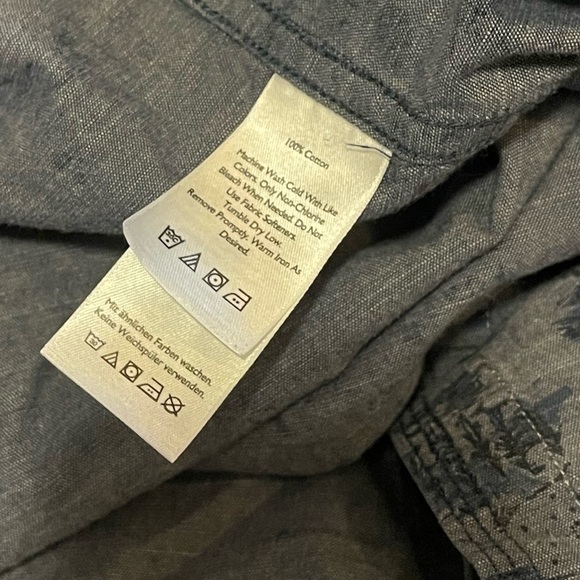 100% Cotton
Machine Wash Cold With Like
Colors. Only Non-Chlorine
Bleach When Needed. Do Not
Use Fabric Softeners.
Tumble Dry Low.
Remove Promptly. Warm Iron As
Desired.
Mit ähnlichen Farben waschen.
Keine Weichspüler verwenden.